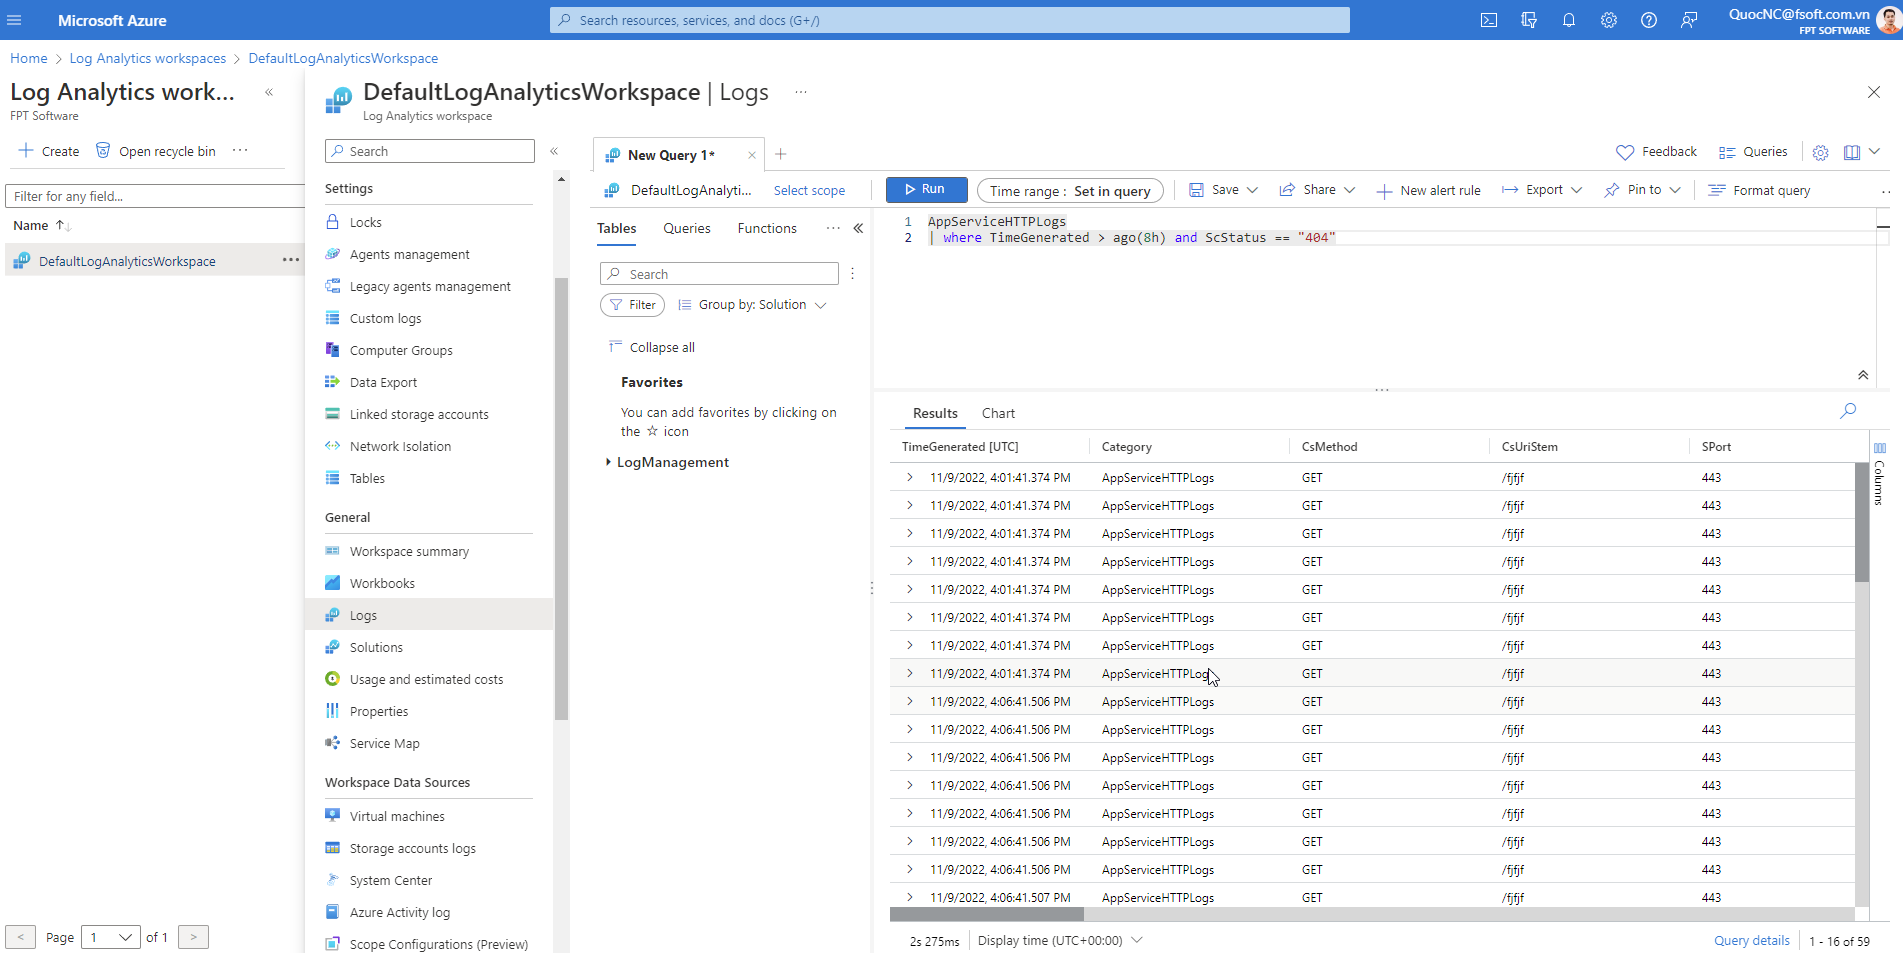 Microsoft Azure
Search resources, services, and docs (G+/)
QuocNC@fsoft.com.vn
FPT SOFTWARE
Home > Log Analytics workspaces > DefaultLogAnalyticsWorkspace
Log Analytics work... «
FPT Software
+ Create Open recycle bin ...
Filter for any field...
Name ↑↓
DefaultLogAnalyticsWorkspace ...
< Page 1 of 1 >
DefaultLogAnalyticsWorkspace | Logs ...
Log Analytics workspace
Search «
Settings
Locks
Agents management
Legacy agents management
Custom logs
Computer Groups
Data Export
Linked storage accounts
Network Isolation
Tables
General
Workspace summary
Workbooks
Logs
Solutions
Usage and estimated costs
Properties
Service Map
Workspace Data Sources
Virtual machines
Storage accounts logs
System Center
Azure Activity log
Scope Configurations (Preview)
New Query 1* × +
Feedback Queries
DefaultLogAnalyti... Select scope
Run Time range : Set in query Save Share New alert rule Export Pin to Format query
Tables Queries Functions ... «
Search
Filter Group by: Solution
Collapse all
Favorites
You can add favorites by clicking on
the ☆ icon
LogManagement
1 AppServiceHTTPLogs
2 | where TimeGenerated > ago(8h) and ScStatus == "404"
Results Chart
TimeGenerated [UTC] Category CsMethod CsUriStem SPort
11/9/2022, 4:01:41.374 PM AppServiceHTTPLogs GET /fjfjf 443
11/9/2022, 4:01:41.374 PM AppServiceHTTPLogs GET /fjfjf 443
11/9/2022, 4:01:41.374 PM AppServiceHTTPLogs GET /fjfjf 443
11/9/2022, 4:01:41.374 PM AppServiceHTTPLogs GET /fjfjf 443
11/9/2022, 4:01:41.374 PM AppServiceHTTPLogs GET /fjfjf 443
11/9/2022, 4:01:41.374 PM AppServiceHTTPLogs GET /fjfjf 443
11/9/2022, 4:01:41.374 PM AppServiceHTTPLogs GET /fjfjf 443
11/9/2022, 4:01:41.374 PM AppServiceHTTPLogs GET /fjfjf 443
11/9/2022, 4:06:41.506 PM AppServiceHTTPLogs GET /fjfjf 443
11/9/2022, 4:06:41.506 PM AppServiceHTTPLogs GET /fjfjf 443
11/9/2022, 4:06:41.506 PM AppServiceHTTPLogs GET /fjfjf 443
11/9/2022, 4:06:41.506 PM AppServiceHTTPLogs GET /fjfjf 443
11/9/2022, 4:06:41.506 PM AppServiceHTTPLogs GET /fjfjf 443
11/9/2022, 4:06:41.506 PM AppServiceHTTPLogs GET /fjfjf 443
11/9/2022, 4:06:41.506 PM AppServiceHTTPLogs GET /fjfjf 443
11/9/2022, 4:06:41.507 PM AppServiceHTTPLogs GET /fjfjf 443
Columns
2s 275ms Display time (UTC+00:00) Query details 1 - 16 of 59